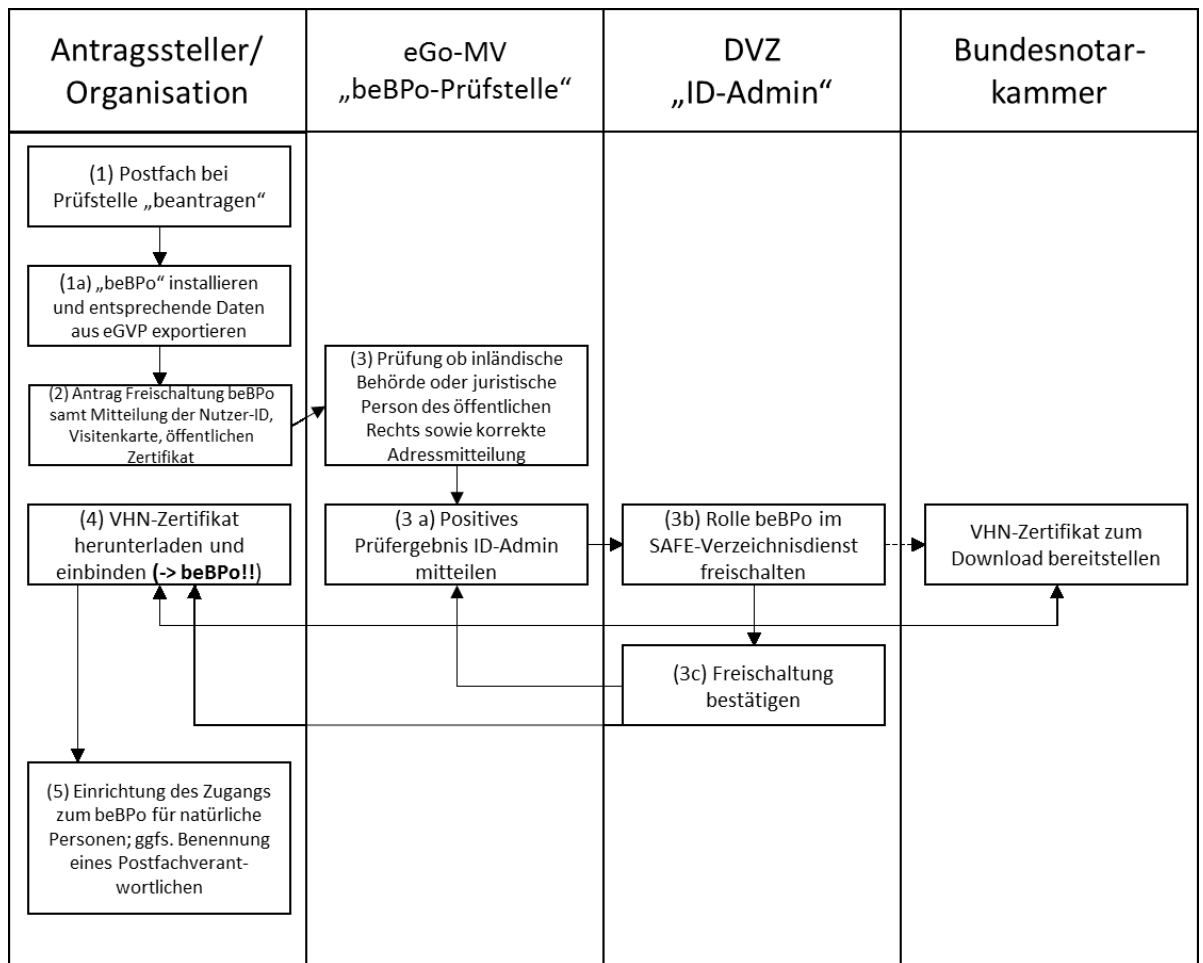 Antragssteller/
Organisation
eGo-MV
„beBPo-Prüfstelle“
DVZ
„ID-Admin“
Bundesnotar-
kammer
(1) Postfach bei
Prüfstelle „beantragen“
(1a) „beBPo“ installieren
und entsprechende Daten
aus eGVP exportieren
(2) Antrag Freischaltung beBPo
samt Mitteilung der Nutzer-ID,
Visitenkarte, öffentlichen
Zertifikat
(3) Prüfung ob inländische
Behörde oder juristische
Person des öffentlichen
Rechts sowie korrekte
Adressmitteilung
(4) VHN-Zertifikat
herunterladen und
einbinden (-> beBPo!!)
(3 a) Positives
Prüfergebnis ID-Admin
mitteilen
(3b) Rolle beBPo im
SAFE-Verzeichnisdienst
freischalten
VHN-Zertifikat zum
Download bereitstellen
(3c) Freischaltung
bestätigen
(5) Einrichtung des Zugangs
zum beBPo für natürliche
Personen; ggfs. Benennung
eines Postfachverant-
wortlichen